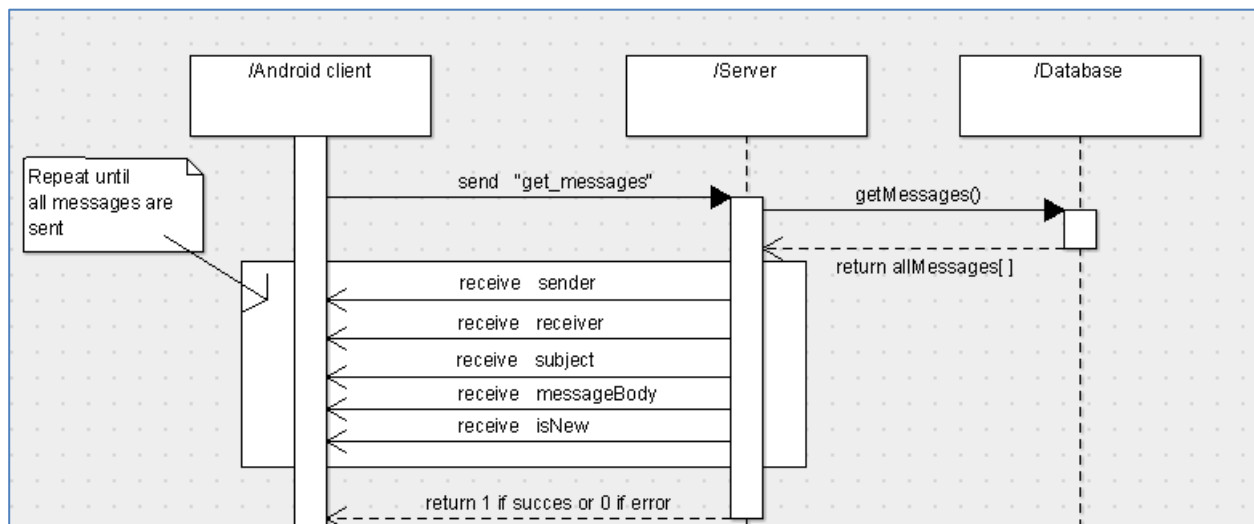 /Android client
/Server
/Database
Repeat until
all messages are
sent
send "get_messages"
getMessages()
return allMessages[ ]
receive sender
receive receiver
receive subject
receive messageBody
receive isNew
return 1 if succes or 0 if error